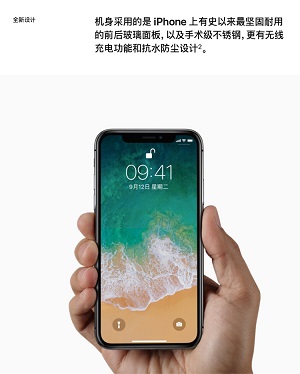 全新设计
机身采用的是 iPhone 上有史以来最坚固耐用
的前后玻璃面板，以及手术级不锈钢，更有无线
充电功能和抗水防尘设计2。
09:41
9月12日 星期二